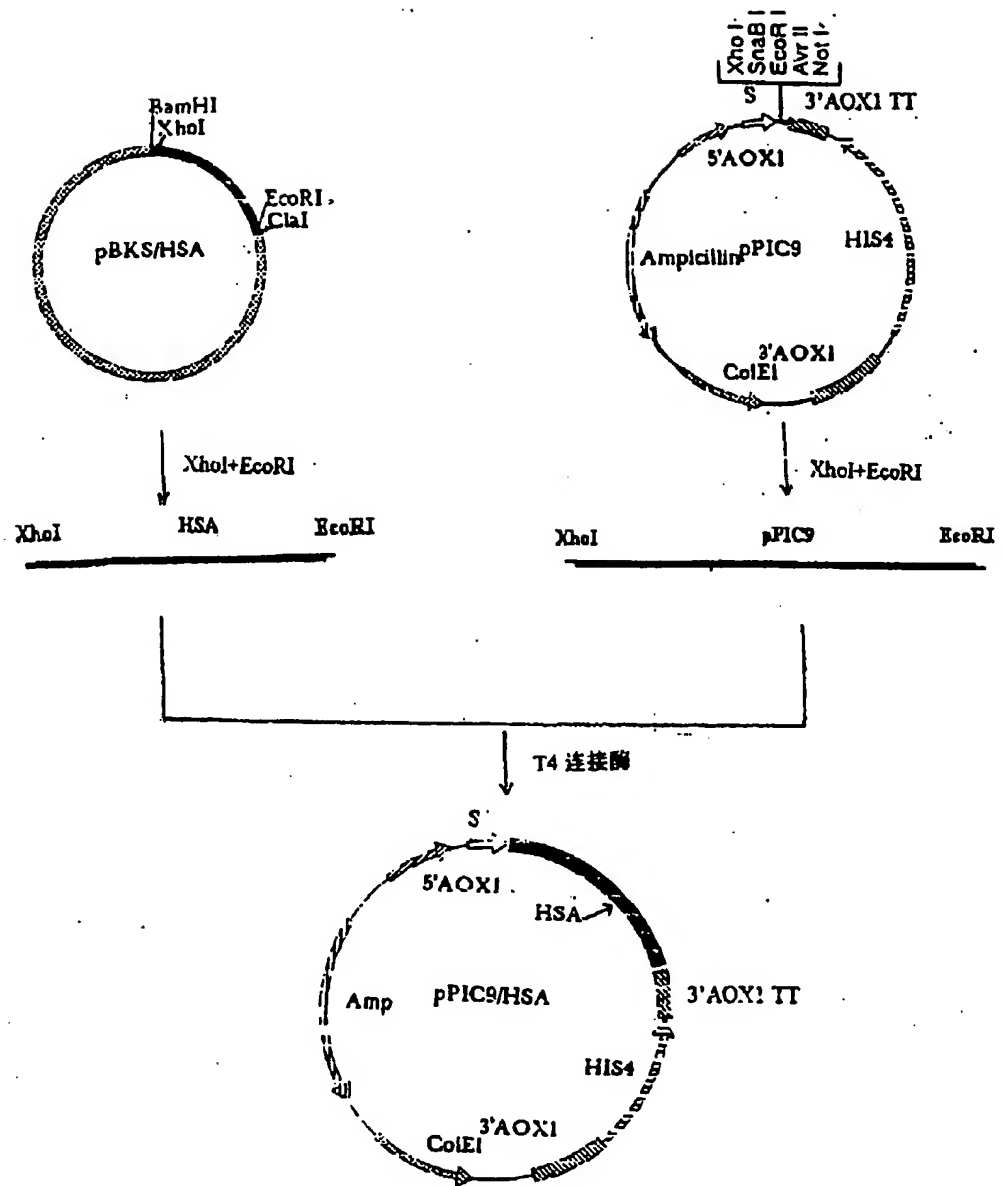 Xho I
SnaB I
EcoR I
Avr II
Not I
S
3'AOX1 TT
BamHI
XhoI
5'AOX1
EcoRI
ClaI
pBKS/HSA
Ampicillin
pPIC9
HIS4
3'AOX1
ColE1
XhoI+EcoRI
XhoI+EcoRI
XhoI
HSA
EcoRI
XhoI
pPIC9
EcoRI
T4 连接酶
S
5'AOX1
HSA
Amp
pPIC9/HSA
3'AOX1 TT
HIS4
3'AOX1
ColE1